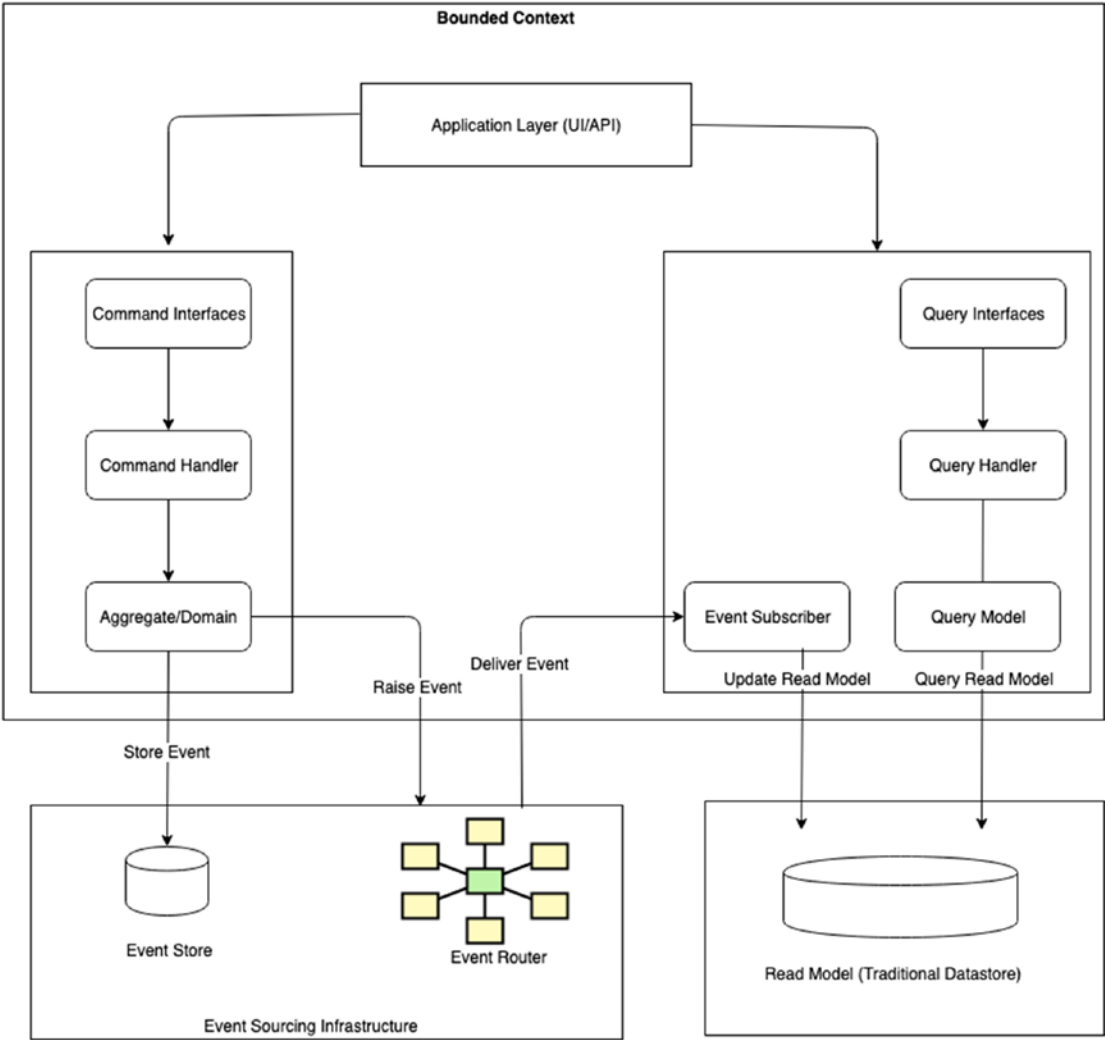 Bounded Context
Application Layer (UI/API)
Command Interfaces
Query Interfaces
Command Handler
Query Handler
Aggregate/Domain
Event Subscriber
Query Model
Deliver Event
Raise Event
Update Read Model
Query Read Model
Store Event
Event Store
Event Router
Read Model (Traditional Datastore)
Event Sourcing Infrastructure